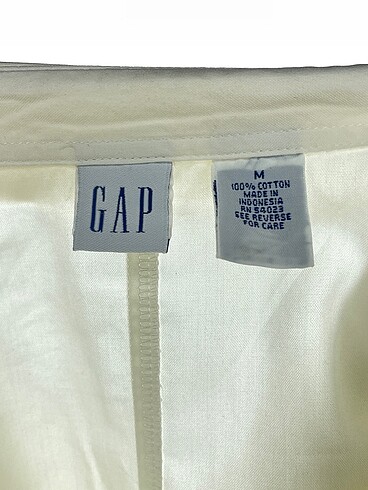 GAP
M
100% COTTON
MADE IN
INDONESIA
RN 54023
SEE REVERSE
FOR CARE